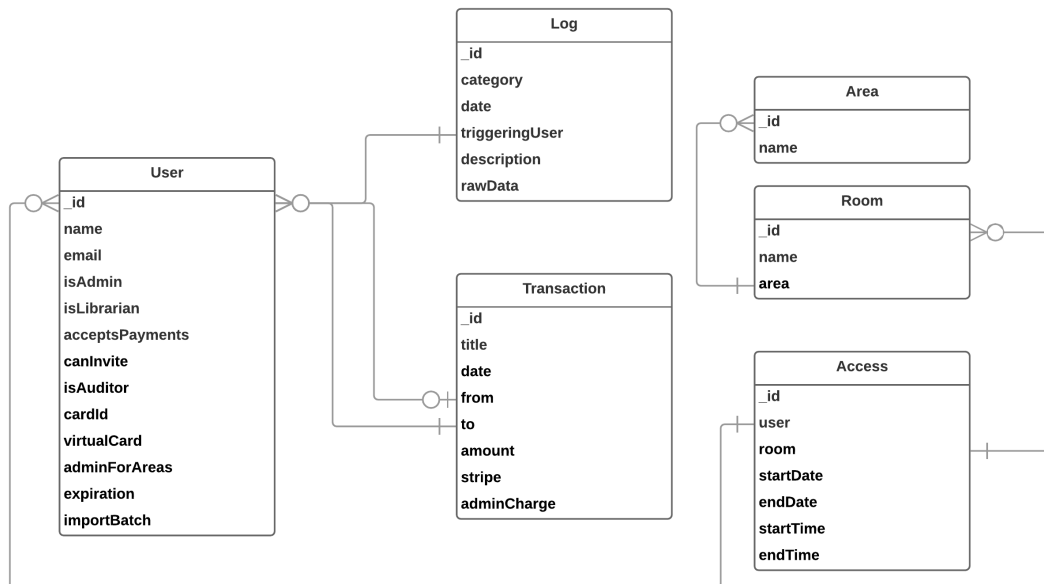 User
_id
name
email
isAdmin
isLibrarian
acceptsPayments
canInvite
isAuditor
cardId
virtualCard
adminForAreas
expiration
importBatch
Log
_id
category
date
triggeringUser
description
rawData
Transaction
_id
title
date
from
to
amount
stripe
adminCharge
Area
_id
name
Room
_id
name
area
Access
_id
user
room
startDate
endDate
startTime
endTime